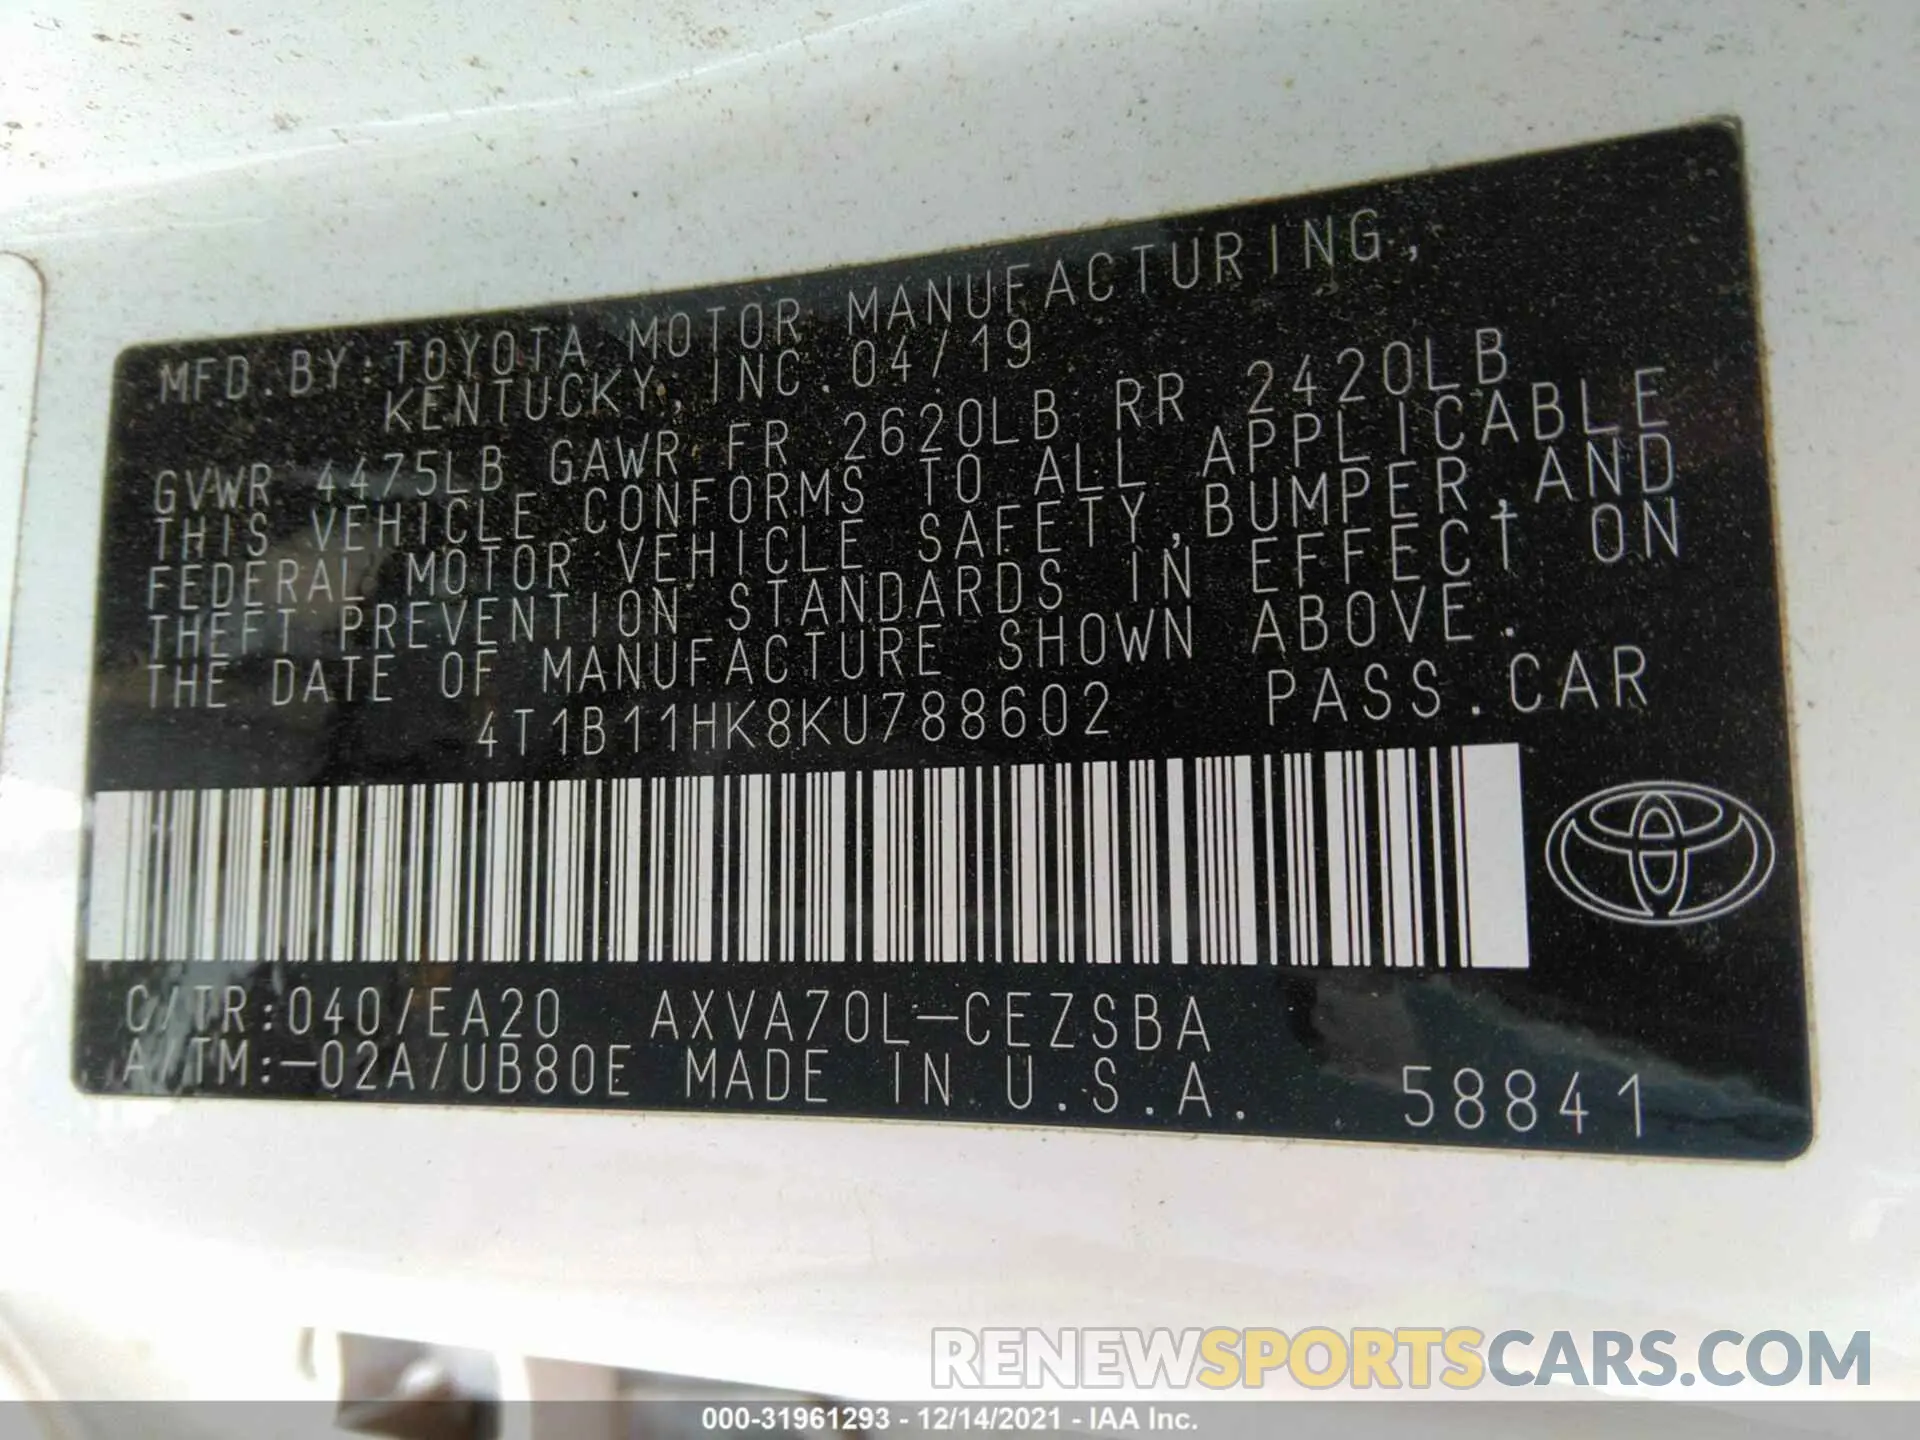 MFD.BY:TOYOTA MOTOR MANUFACTURING,
KENTUCKY, INC.04/19
GVWR 4475LB GAWR FR 2620LB RR 2420LB
THIS VEHICLE CONFORMS TO ALL APPLICABLE
FEDERAL MOTOR VEHICLE SAFETY,BUMPER,AND
THEFT PREVENTION STANDARDS IN EFFECT ON
THE DATE OF MANUFACTURE SHOWN ABOVE.
4T1B11HK8KU788602 PASS.CAR
C/TR:040/EA20 AXVA70L-CEZSBA
A/TM:-02A/UB80E MADE IN U.S.A. 58841
RENEWSPORTSCARS.COM
000-31961293 - 12/14/2021 - IAA Inc.